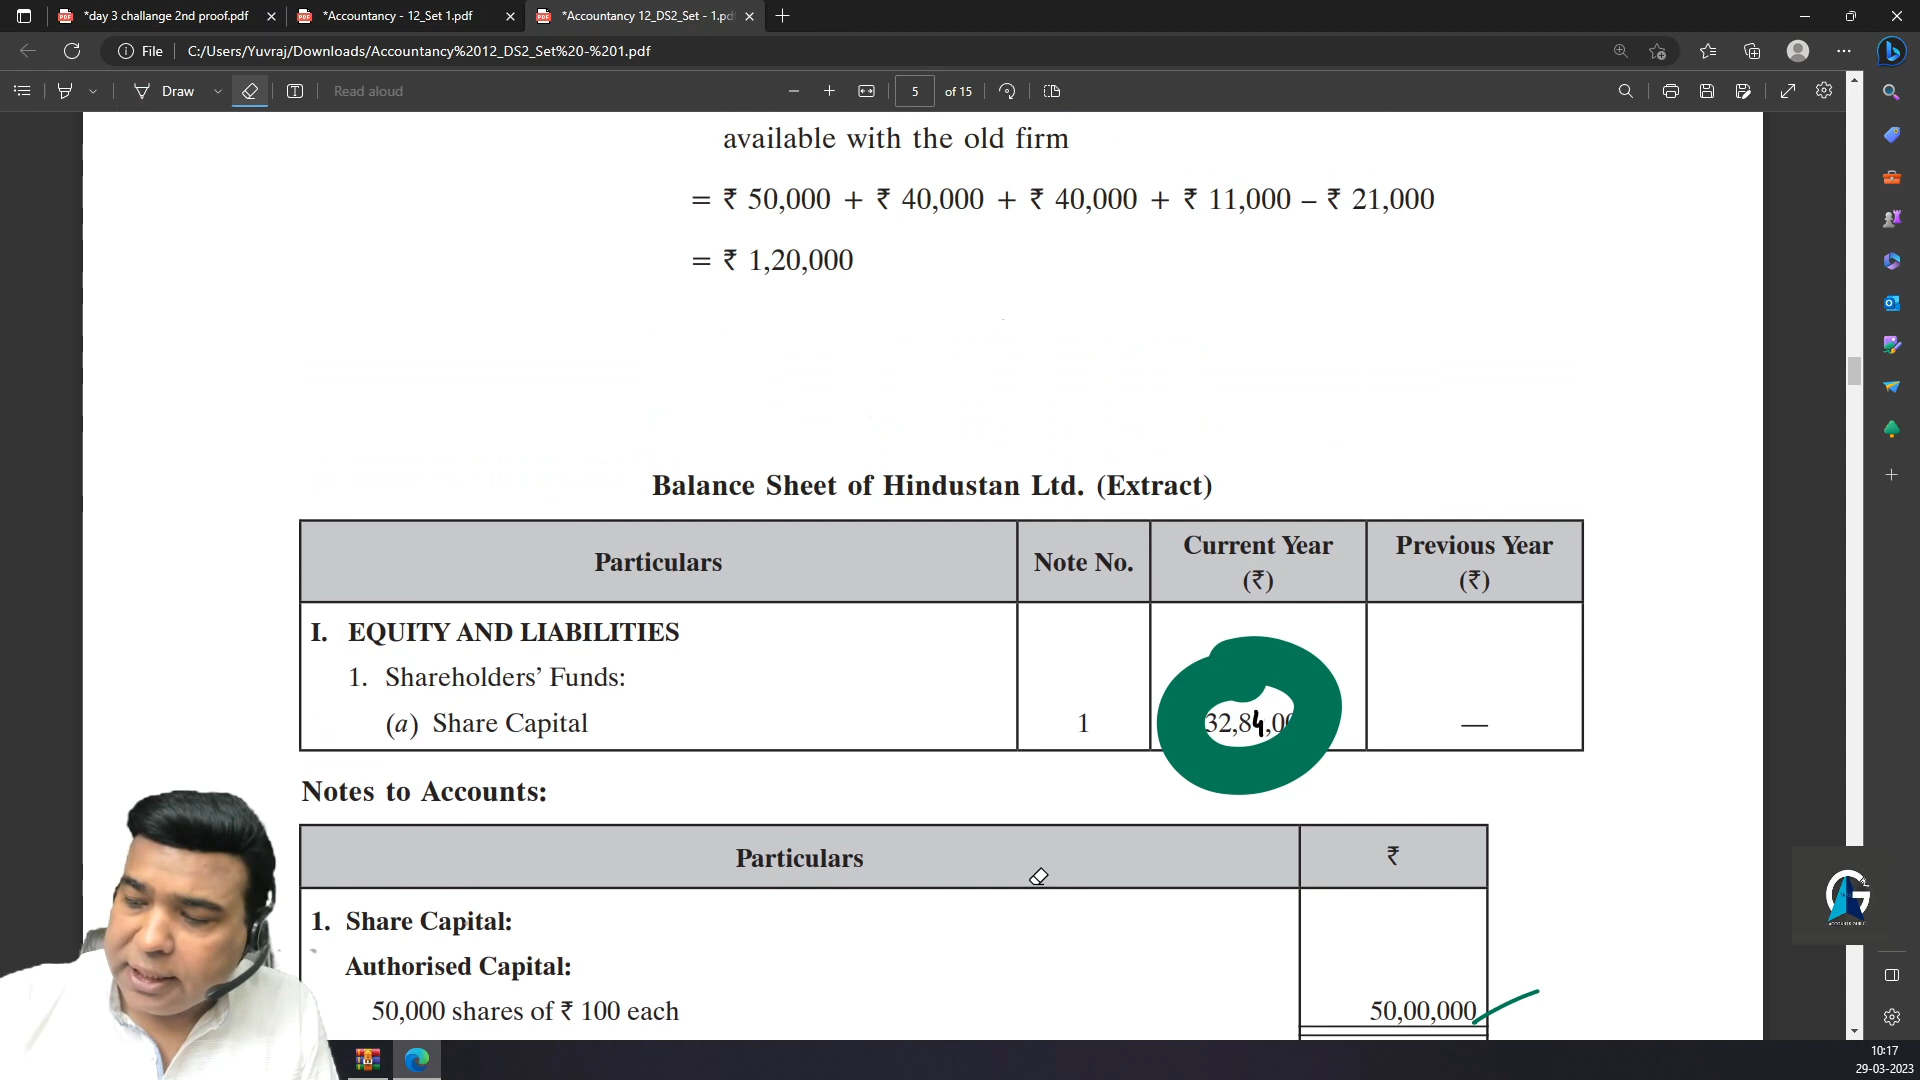 *day 3 challange 2nd proof.pdf
*Accountancy - 12_Set 1.pdf
*Accountancy 12_DS2_Set - 1.pd
File
C:/Users/Yuvraj/Downloads/Accountancy%2012_DS2_Set%20-%201.pdf
Draw
Read aloud
5
of 15
available with the old firm
= ₹ 50,000 + ₹ 40,000 + ₹ 40,000 + ₹ 11,000 – ₹ 21,000
= ₹ 1,20,000
Balance Sheet of Hindustan Ltd. (Extract)
Particulars Note No. Current Year (₹) Previous Year (₹)
I. EQUITY AND LIABILITIES
1. Shareholders’ Funds:
(a) Share Capital 1 32,84,00 —
Notes to Accounts:
Particulars ₹
1. Share Capital:
Authorised Capital:
50,000 shares of ₹ 100 each 50,00,000
10:17
29-03-2023